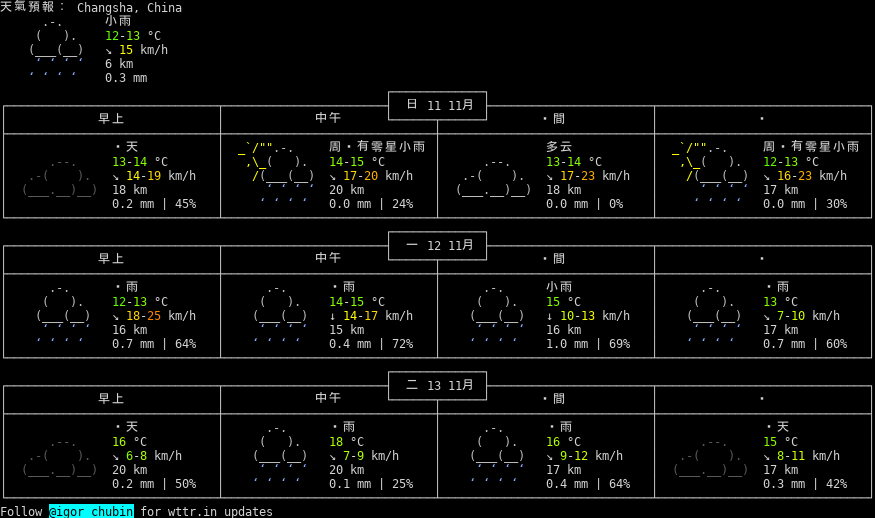 天氣預報： Changsha, China
小雨
12-13 °C
↘ 15 km/h
6 km
0.3 mm
日 11 11月
早上 中午 ·間 ·
·天 周·有零星小雨 多云 周·有零星小雨
13-14 °C 14-15 °C 13-14 °C 12-13 °C
↘ 14-19 km/h ↘ 17-20 km/h ↘ 17-23 km/h ↘ 16-23 km/h
18 km 20 km 18 km 17 km
0.2 mm | 45% 0.0 mm | 24% 0.0 mm | 0% 0.0 mm | 30%
一 12 11月
早上 中午 ·間 ·
·雨 ·雨 小雨 ·雨
12-13 °C 14-15 °C 15 °C 13 °C
↘ 18-25 km/h ↓ 14-17 km/h ↓ 10-13 km/h ↘ 7-10 km/h
16 km 15 km 16 km 17 km
0.7 mm | 64% 0.4 mm | 72% 1.0 mm | 69% 0.7 mm | 60%
二 13 11月
早上 中午 ·間 ·
·天 ·雨 ·雨 ·天
16 °C 18 °C 16 °C 15 °C
↘ 6-8 km/h ↘ 7-9 km/h ↘ 9-12 km/h ↘ 8-11 km/h
20 km 20 km 17 km 17 km
0.2 mm | 50% 0.1 mm | 25% 0.4 mm | 64% 0.3 mm | 42%
Follow @igor_chubin for wttr.in updates